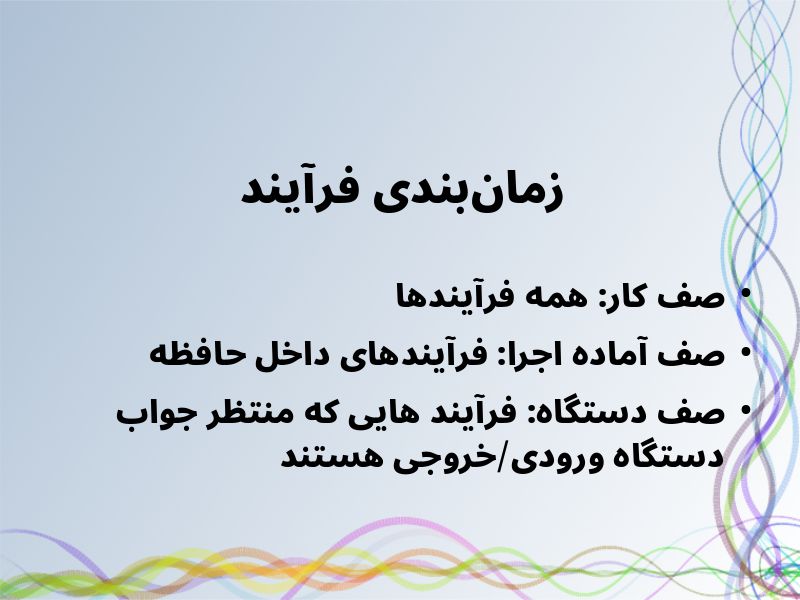 زمان‌بندی فرآیند
• صف کار: همه فرآیندها
• صف آماده اجرا: فرآیندهای داخل حافظه
• صف دستگاه: فرآیند هایی که منتظر جواب
دستگاه ورودی/خروجی هستند